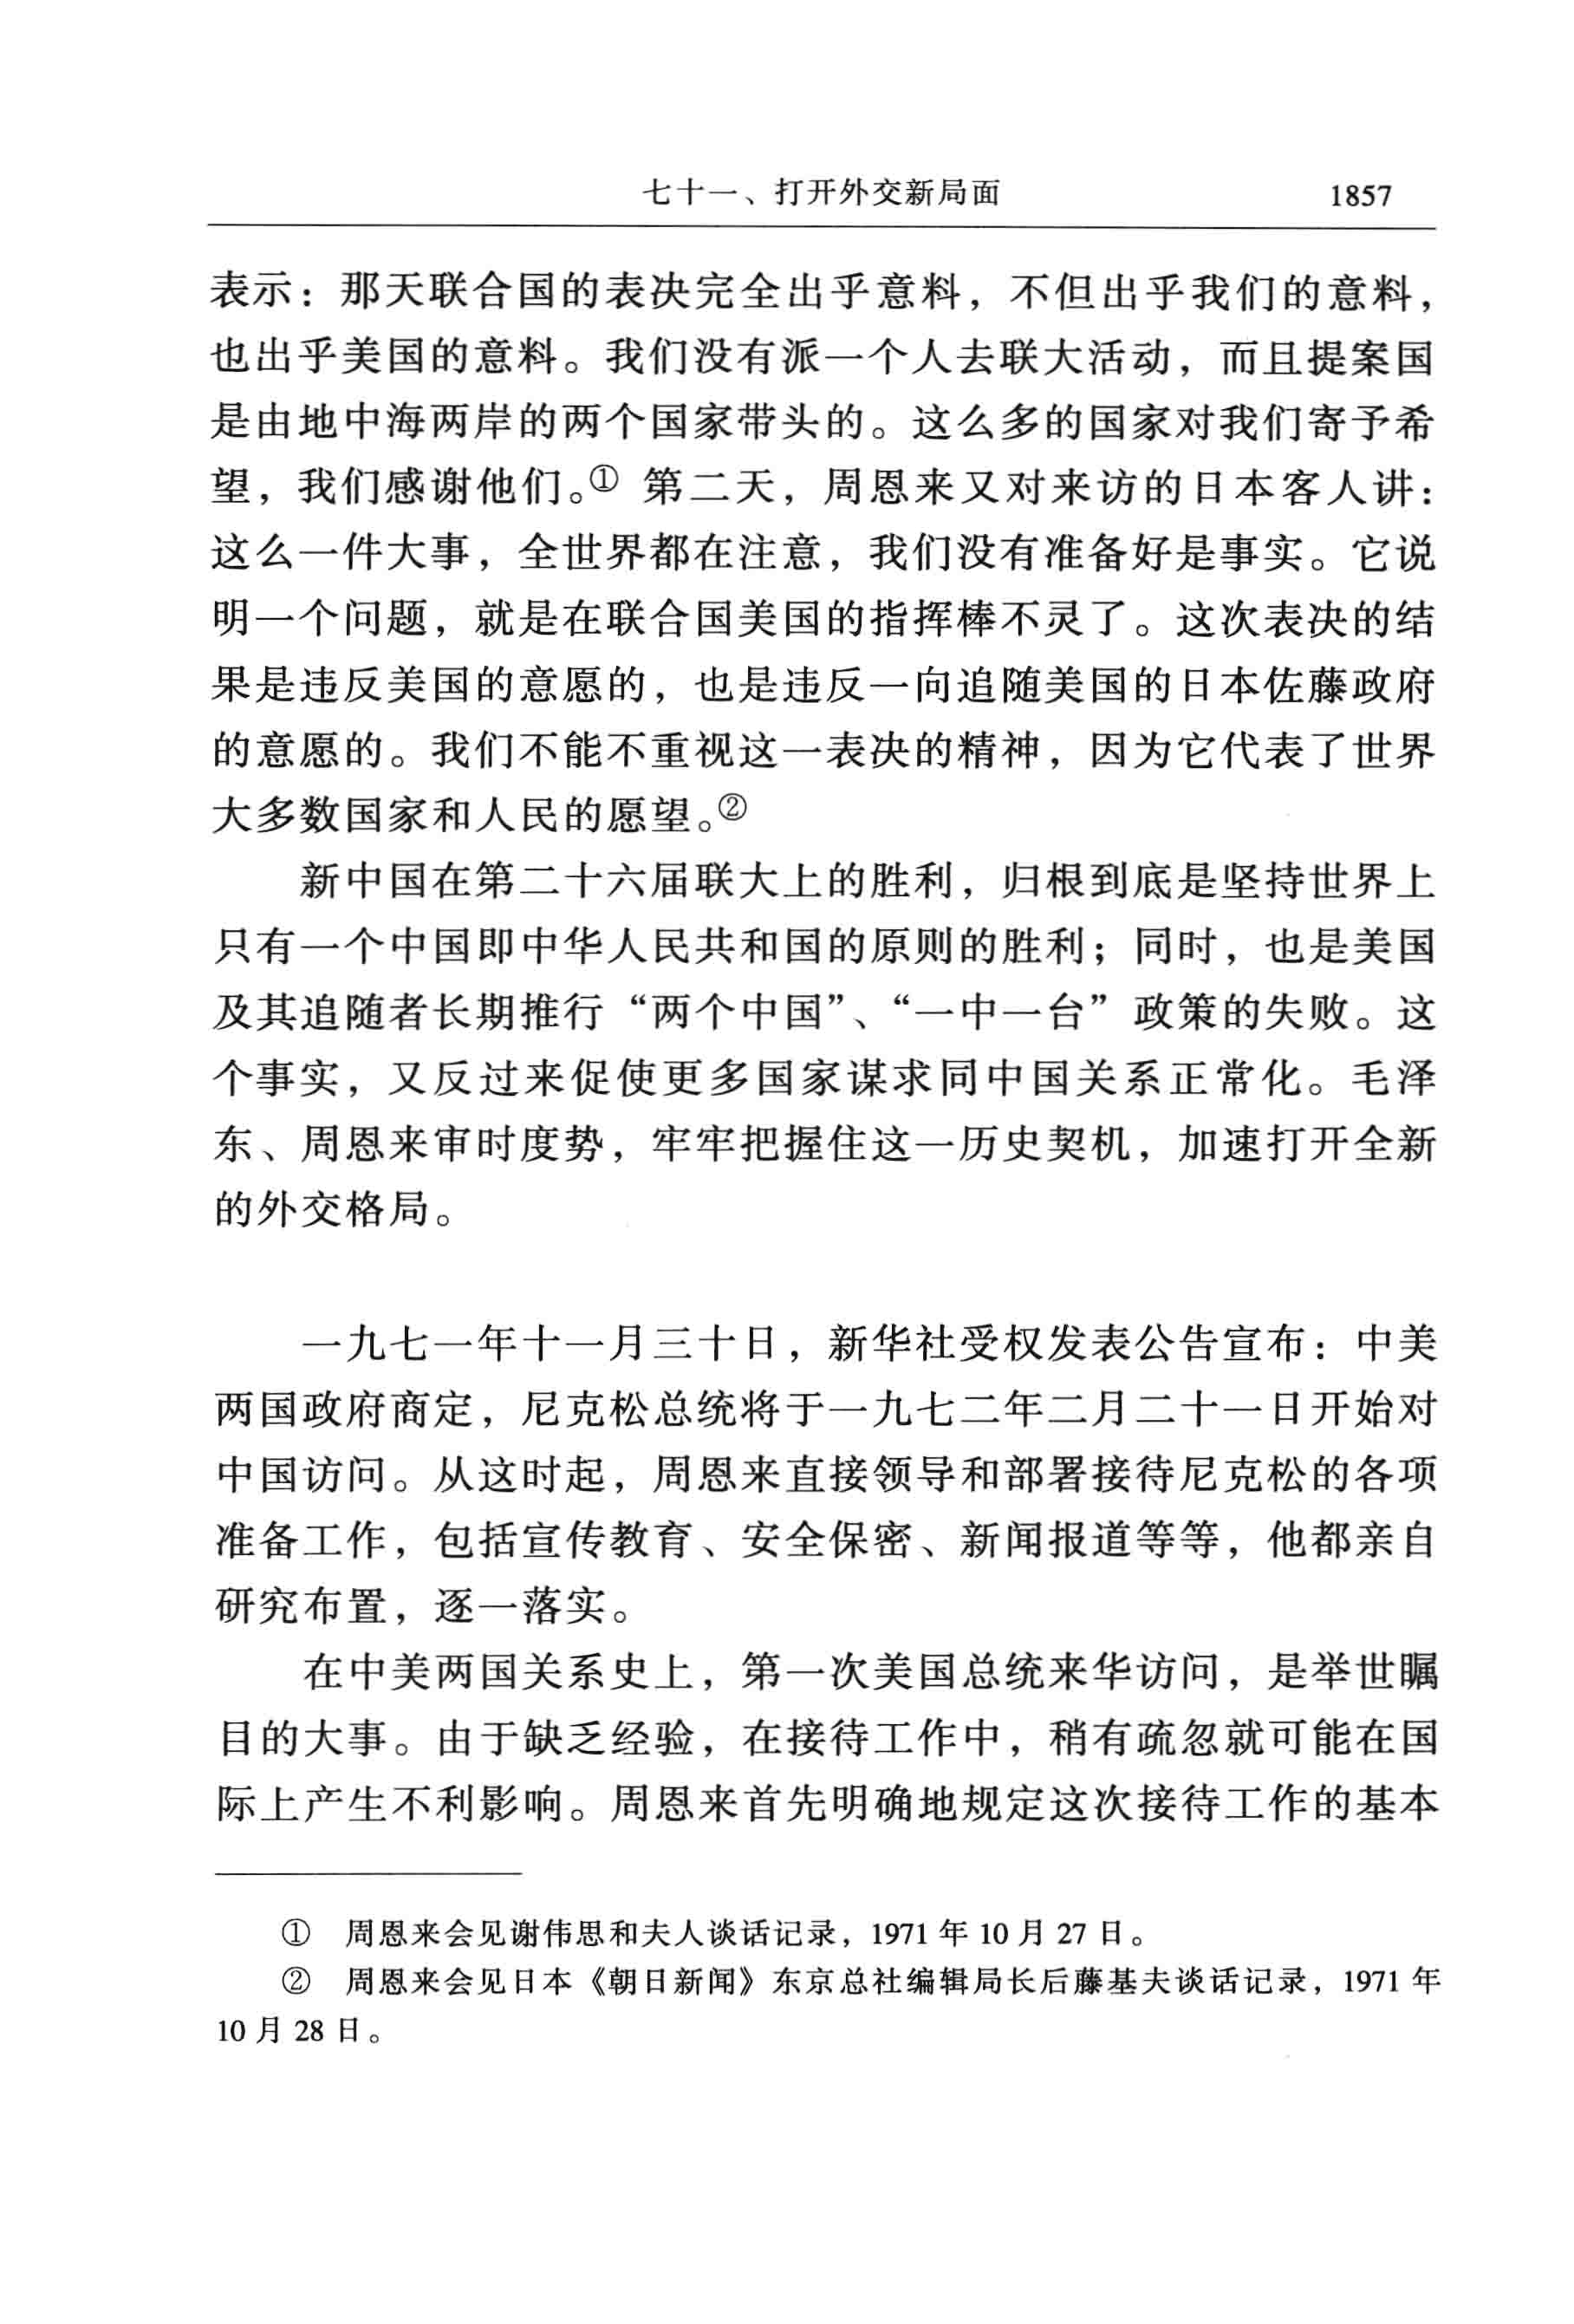 七十一、打开外交新局面 1857
表示：那天联合国的表决完全出乎意料，不但出乎我们的意料，
也出乎美国的意料。我们没有派一个人去联大活动，而且提案国
是由地中海两岸的两个国家带头的。这么多的国家对我们寄予希
望，我们感谢他们。① 第二天，周恩来又对来访的日本客人讲：
这么一件大事，全世界都在注意，我们没有准备好是事实。它说
明一个问题，就是在联合国美国的指挥棒不灵了。这次表决的结
果是违反美国的意愿的，也是违反一向追随美国的日本佐藤政府
的意愿的。我们不能不重视这一表决的精神，因为它代表了世界
大多数国家和人民的愿望。②
新中国在第二十六届联大上的胜利，归根到底是坚持世界上
只有一个中国即中华人民共和国的原则的胜利；同时，也是美国
及其追随者长期推行“两个中国”、“一中一台”政策的失败。这
个事实，又反过来促使更多国家谋求同中国关系正常化。毛泽
东、周恩来审时度势，牢牢把握住这一历史契机，加速打开全新
的外交格局。
一九七一年十一月三十日，新华社受权发表公告宣布：中美
两国政府商定，尼克松总统将于一九七二年二月二十一日开始对
中国访问。从这时起，周恩来直接领导和部署接待尼克松的各项
准备工作，包括宣传教育、安全保密、新闻报道等等，他都亲自
研究布置，逐一落实。
在中美两国关系史上，第一次美国总统来华访问，是举世瞩
目的大事。由于缺乏经验，在接待工作中，稍有疏忽就可能在国
际上产生不利影响。周恩来首先明确地规定这次接待工作的基本
① 周恩来会见谢伟思和夫人谈话记录，1971 年 10 月 27 日。
② 周恩来会见日本《朝日新闻》东京总社编辑局长后藤基夫谈话记录，1971 年
10 月 28 日。